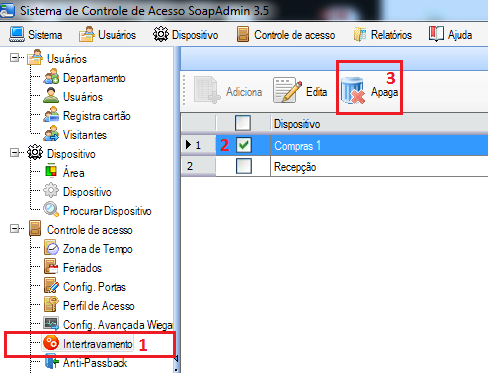 Sistema de Controle de Acesso SoapAdmin 3.5
Sistema Usuários Dispositivo Controle de acesso Relatórios Ajuda
Usuários
Departamento
Usuários
Registra cartão
Visitantes
Dispositivo
Área
Dispositivo
Procurar Dispositivo
Controle de acesso
Zona de Tempo
Feriados
Config. Portas
Perfil de Acesso
Config. Avançada Wiega
Intertravamento 1
Anti-Passback
Adiciona Edita Apaga 3
Dispositivo
1 2 Compras 1
2 Recepção